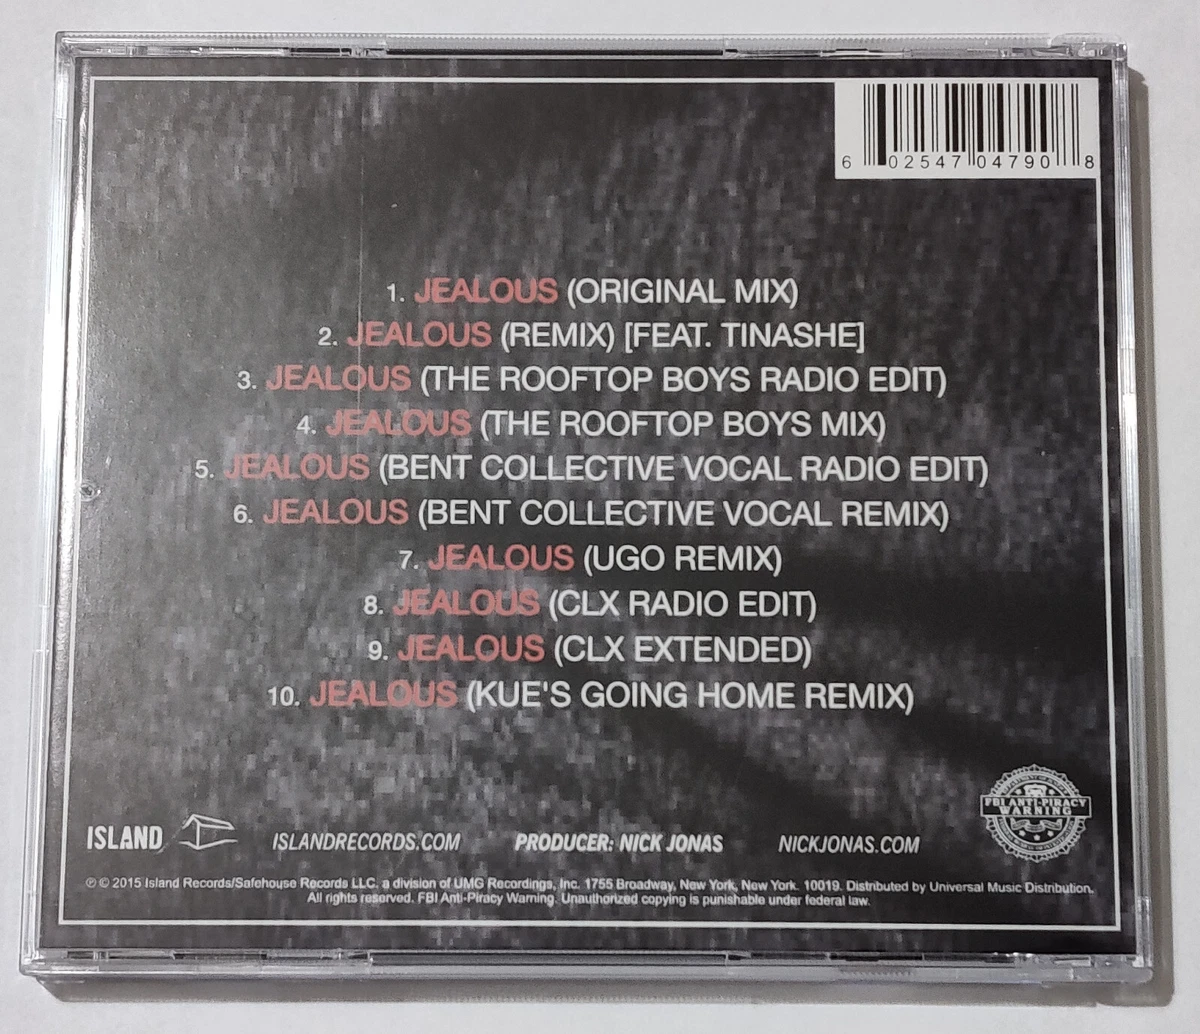 6 02547 04790 8
1. JEALOUS (ORIGINAL MIX)
2. JEALOUS (REMIX) [FEAT. TINASHE]
3. JEALOUS (THE ROOFTOP BOYS RADIO EDIT)
4. JEALOUS (THE ROOFTOP BOYS MIX)
5. JEALOUS (BENT COLLECTIVE VOCAL RADIO EDIT)
6. JEALOUS (BENT COLLECTIVE VOCAL REMIX)
7. JEALOUS (UGO REMIX)
8. JEALOUS (CLX RADIO EDIT)
9. JEALOUS (CLX EXTENDED)
10. JEALOUS (KUE'S GOING HOME REMIX)
FBI ANTI-PIRACY
WARNING
ISLAND ISLANDRECORDS.COM PRODUCER: NICK JONAS NICKJONAS.COM
℗ © 2015 Island Records/Safehouse Records LLC. a division of UMG Recordings, Inc. 1755 Broadway, New York, New York. 10019. Distributed by Universal Music Distribution.
All rights reserved. FBI Anti-Piracy Warning. Unauthorized copying is punishable under federal law.